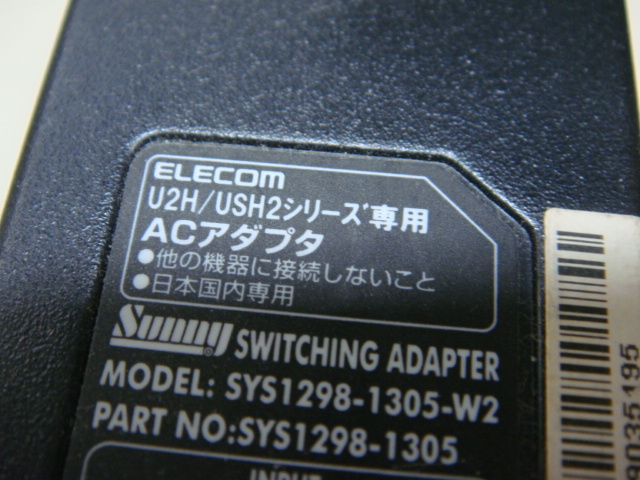 ELECOM
U2H/USH2シリーズ専用
ACアダプタ
●他の機器に接続しないこと
●日本国内専用
Sunny® SWITCHING ADAPTER
MODEL: SYS1298-1305-W2
PART NO:SYS1298-1305
INPUT
8035195